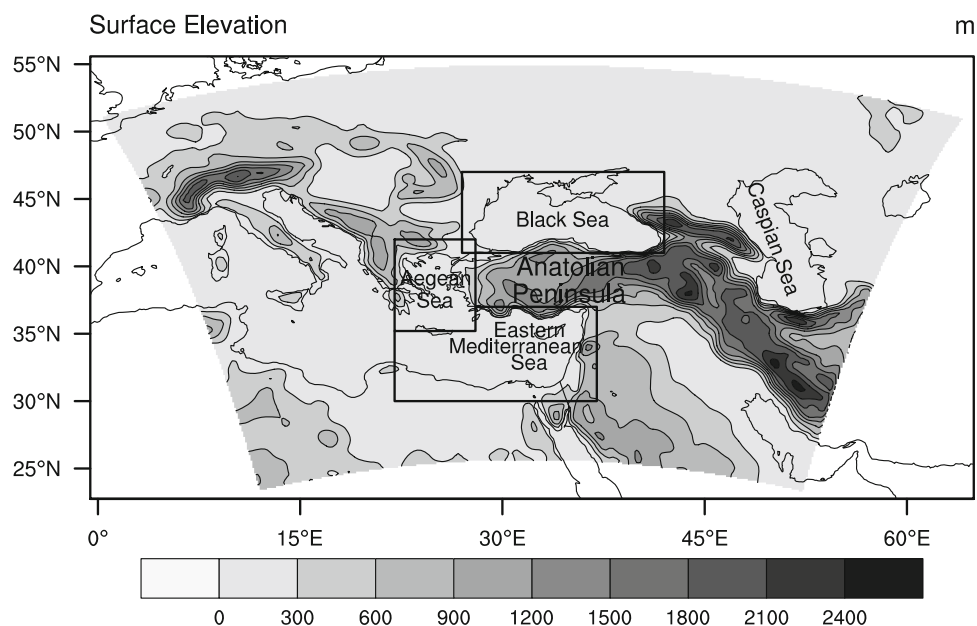 Surface Elevation m
55°N
50°N
45°N
40°N
35°N
30°N
25°N
Black Sea
Caspian Sea
Aegean
Sea
Anatolian
Peninsula
Eastern
Mediterranean
Sea
0° 15°E 30°E 45°E 60°E
0 300 600 900 1200 1500 1800 2100 2400